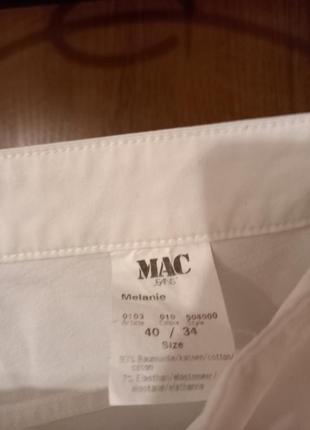 MAC
JEANS
Melanie
0103 010 504000
Article Colour Style
40 / 34
Size
93% Baumwolle/katoen/cotton/
coton
7% Elasthan/elastomeer/
elasthanne